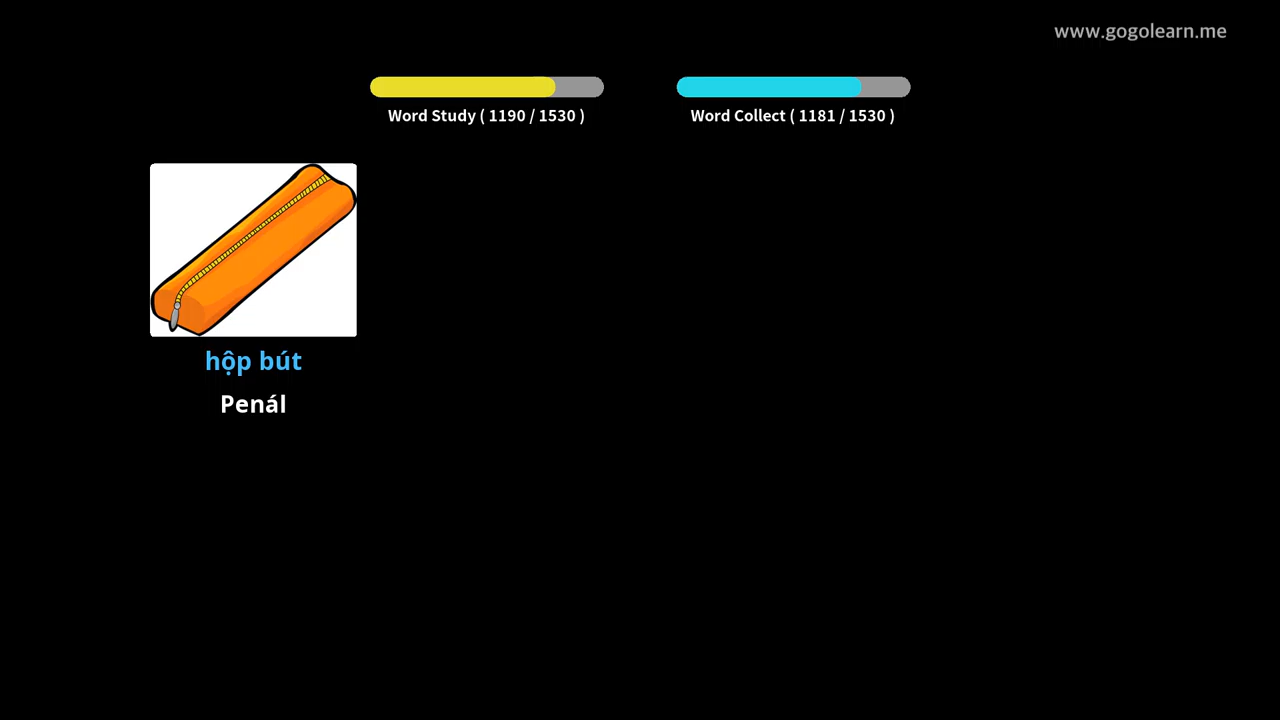 www.gogolearn.me
Word Study ( 1190 / 1530 )
Word Collect ( 1181 / 1530 )
hộp bút
Penál